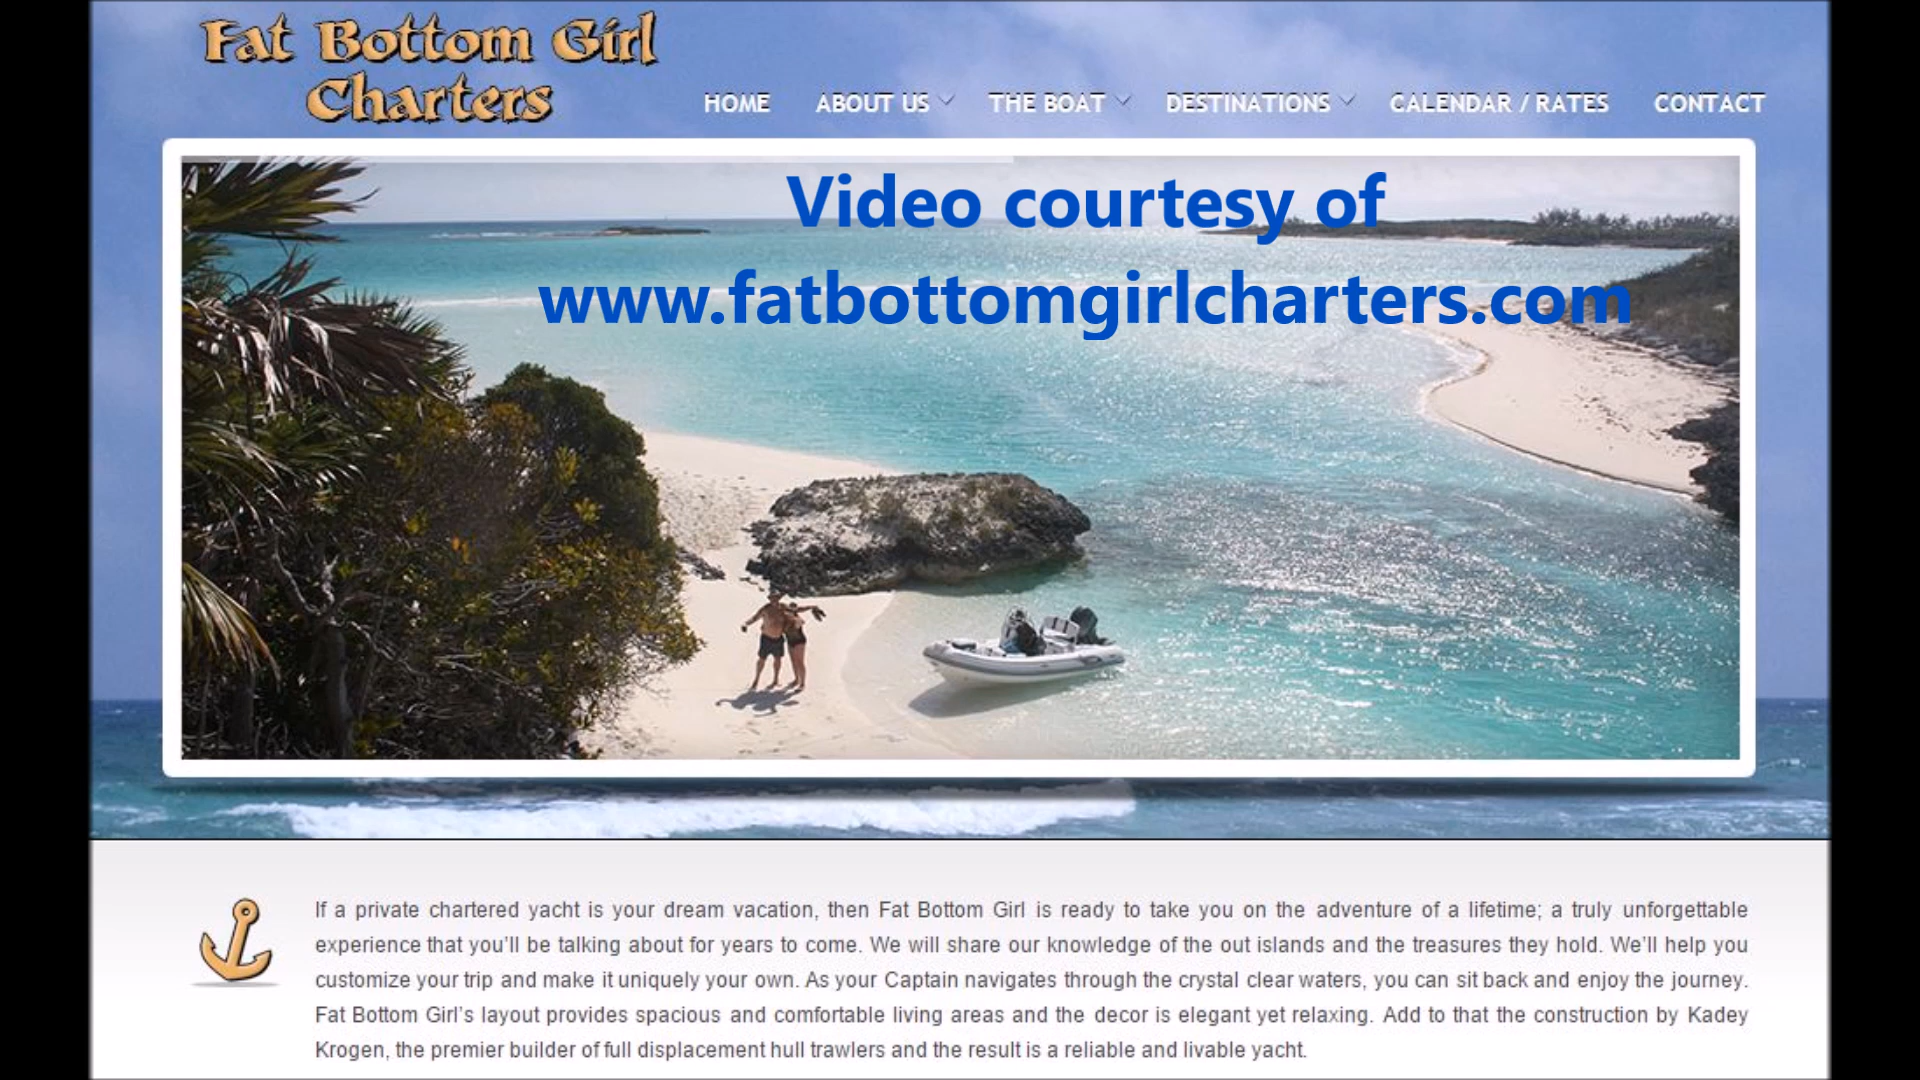 Fat Bottom Girl
Charters
HOME ABOUT US THE BOAT DESTINATIONS CALENDAR / RATES CONTACT
Video courtesy of
www.fatbottomgirlcharters.com
If a private chartered yacht is your dream vacation, then Fat Bottom Girl is ready to take you on the adventure of a lifetime; a truly unforgettable
experience that you’ll be talking about for years to come. We will share our knowledge of the out islands and the treasures they hold. We’ll help you
customize your trip and make it uniquely your own. As your Captain navigates through the crystal clear waters, you can sit back and enjoy the journey.
Fat Bottom Girl’s layout provides spacious and comfortable living areas and the decor is elegant yet relaxing. Add to that the construction by Kadey
Krogen, the premier builder of full displacement hull trawlers and the result is a reliable and livable yacht.